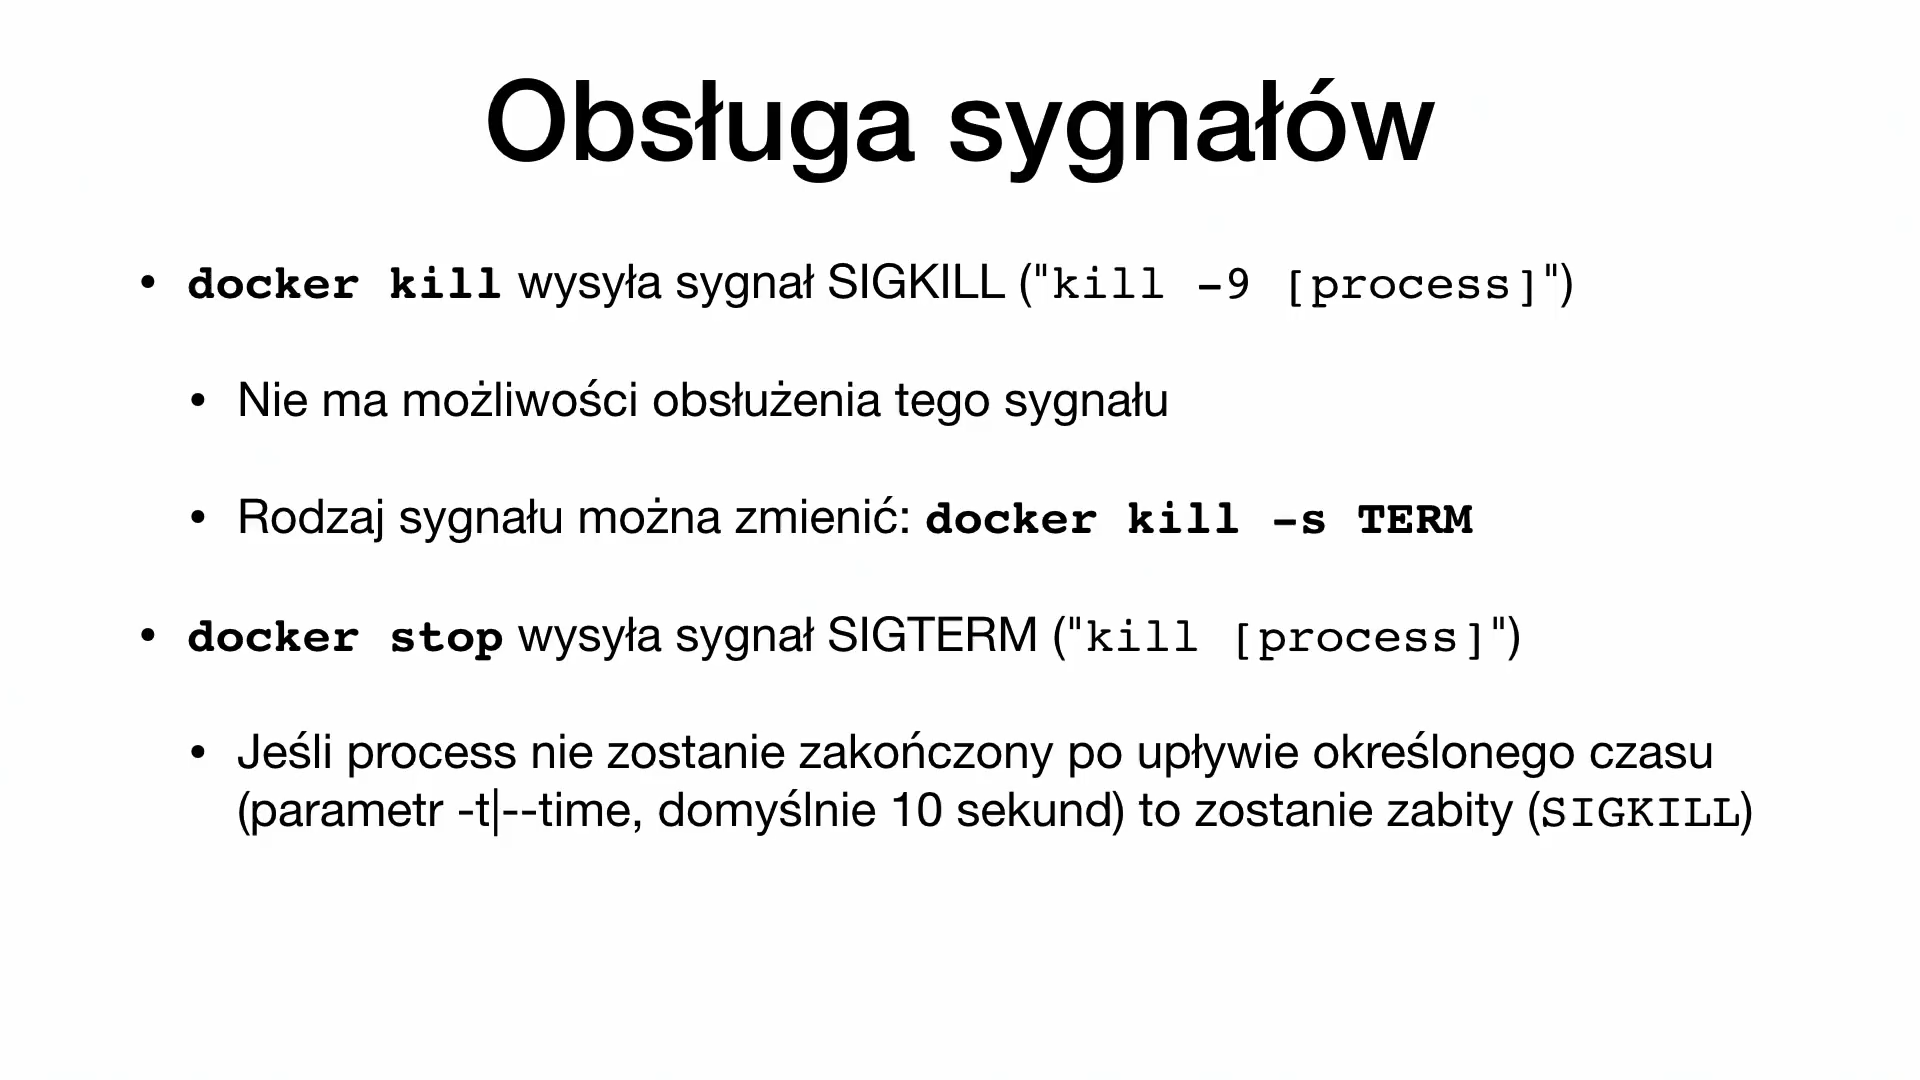 Obsługa sygnałów
• docker kill wysyła sygnał SIGKILL ("kill -9 [process]")
• Nie ma możliwości obsłużenia tego sygnału
• Rodzaj sygnału można zmienić: docker kill -s TERM
• docker stop wysyła sygnał SIGTERM ("kill [process]")
• Jeśli process nie zostanie zakończony po upływie określonego czasu
(parametr -t|--time, domyślnie 10 sekund) to zostanie zabity (SIGKILL)